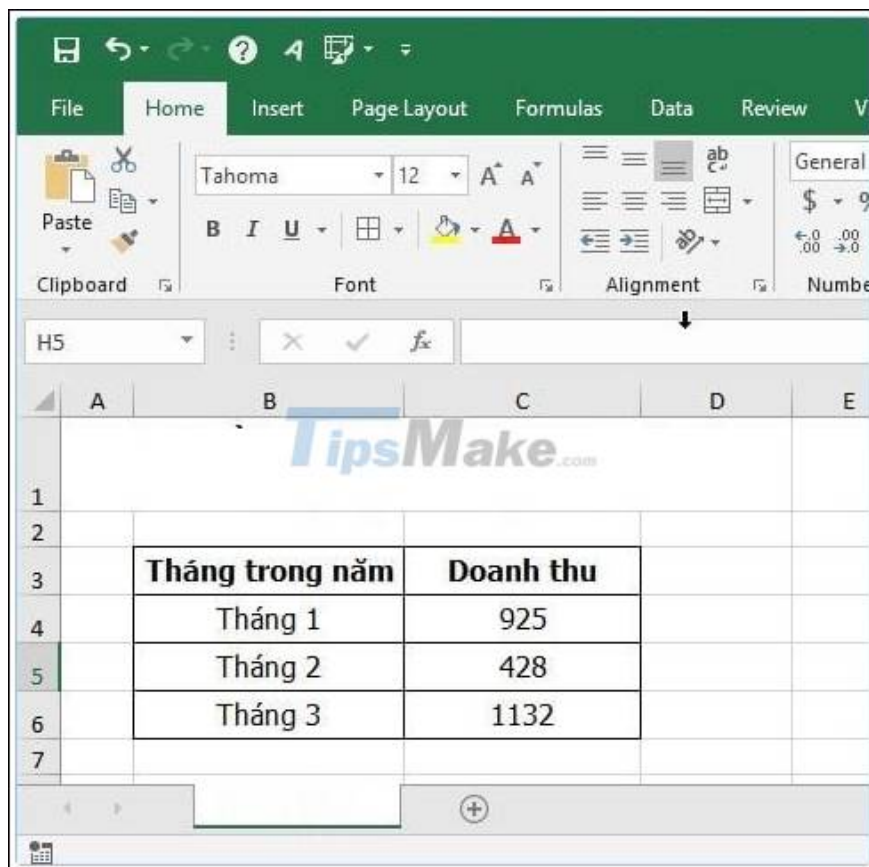 File Home Insert Page Layout Formulas Data Review V
Tahoma 12 A A ab General
Paste B I U A $ %
Clipboard Font Alignment Numbe
H5 fx
A B C D E
TipsMake.com
1
2
3 Tháng trong năm Doanh thu
4 Tháng 1 925
5 Tháng 2 428
6 Tháng 3 1132
7